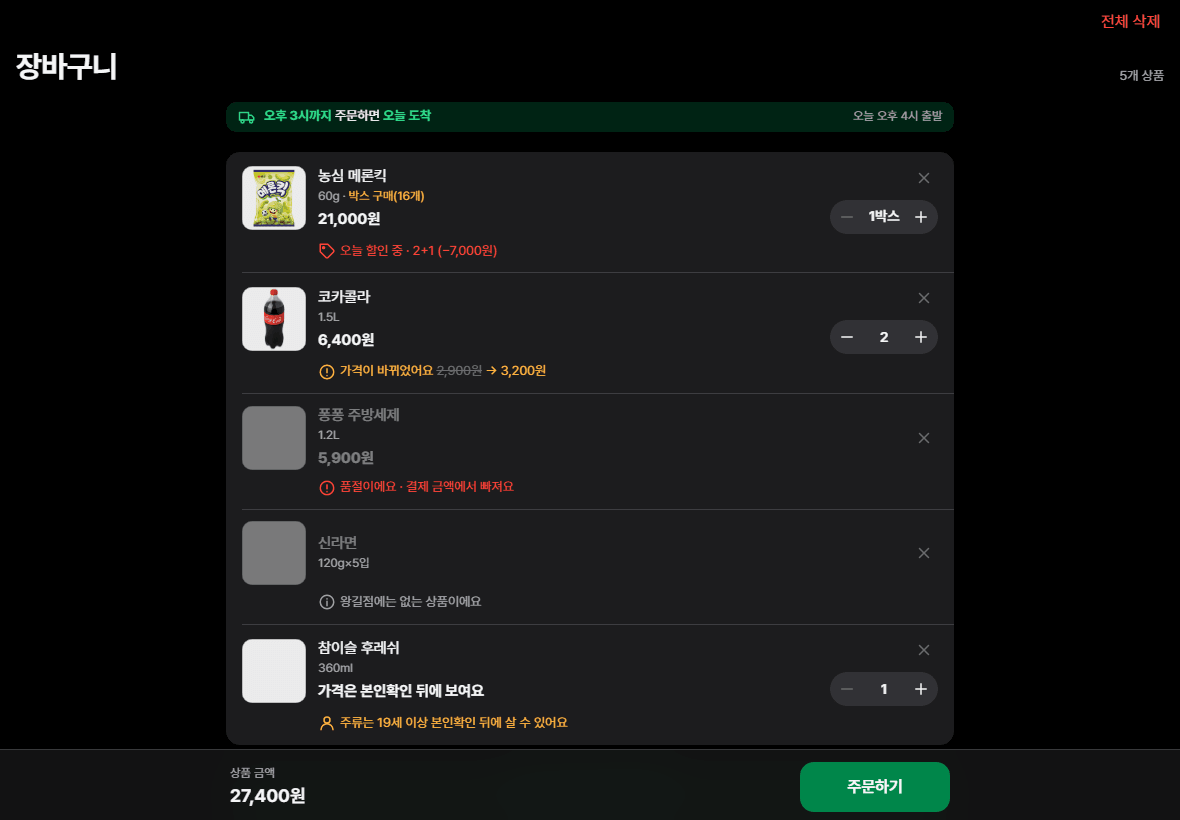 전체 삭제
장바구니
5개 상품
오후 3시까지 주문하면 오늘 도착
오늘 오후 4시 출발
농심 메론킥
60g · 박스 구매(16개)
21,000원
1박스
오늘 할인 중 · 2+1 (−7,000원)
메론킥
코카콜라
1.5L
6,400원
2
가격이 바뀌었어요 2,900원 → 3,200원
퐁퐁 주방세제
1.2L
5,900원
품절이에요 · 결제 금액에서 빠져요
신라면
120g×5입
왕길점에는 없는 상품이에요
참이슬 후레쉬
360ml
가격은 본인확인 뒤에 보여요
1
주류는 19세 이상 본인확인 뒤에 살 수 있어요
상품 금액
27,400원
주문하기